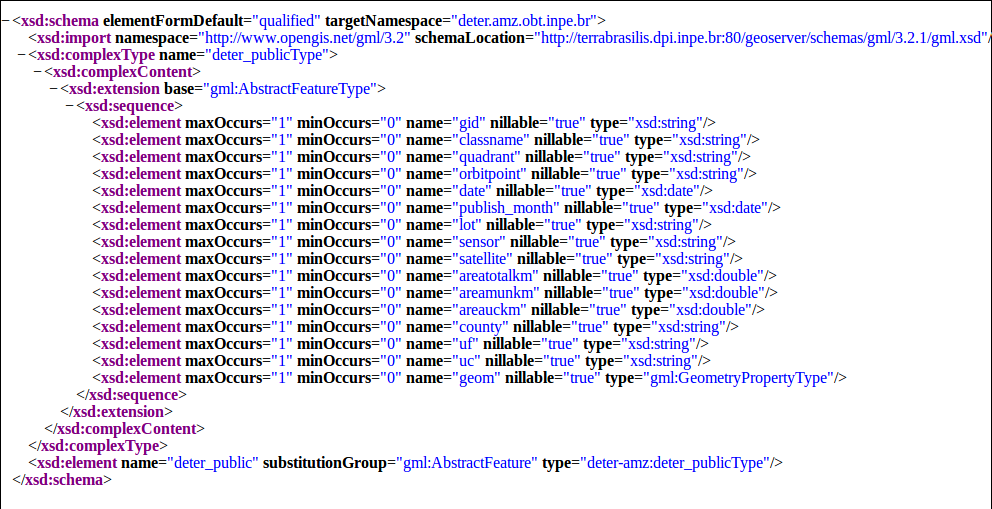 −<xsd:schema elementFormDefault="qualified" targetNamespace="deter.amz.obt.inpe.br">
<xsd:import namespace="http://www.opengis.net/gml/3.2" schemaLocation="http://terrabrasilis.dpi.inpe.br:80/geoserver/schemas/gml/3.2.1/gml.xsd"/
−<xsd:complexType name="deter_publicType">
−<xsd:complexContent>
−<xsd:extension base="gml:AbstractFeatureType">
−<xsd:sequence>
<xsd:element maxOccurs="1" minOccurs="0" name="gid" nillable="true" type="xsd:string"/>
<xsd:element maxOccurs="1" minOccurs="0" name="classname" nillable="true" type="xsd:string"/>
<xsd:element maxOccurs="1" minOccurs="0" name="quadrant" nillable="true" type="xsd:string"/>
<xsd:element maxOccurs="1" minOccurs="0" name="orbitpoint" nillable="true" type="xsd:string"/>
<xsd:element maxOccurs="1" minOccurs="0" name="date" nillable="true" type="xsd:date"/>
<xsd:element maxOccurs="1" minOccurs="0" name="publish_month" nillable="true" type="xsd:date"/>
<xsd:element maxOccurs="1" minOccurs="0" name="lot" nillable="true" type="xsd:string"/>
<xsd:element maxOccurs="1" minOccurs="0" name="sensor" nillable="true" type="xsd:string"/>
<xsd:element maxOccurs="1" minOccurs="0" name="satellite" nillable="true" type="xsd:string"/>
<xsd:element maxOccurs="1" minOccurs="0" name="areatotalkm" nillable="true" type="xsd:double"/>
<xsd:element maxOccurs="1" minOccurs="0" name="areamunkm" nillable="true" type="xsd:double"/>
<xsd:element maxOccurs="1" minOccurs="0" name="areauckm" nillable="true" type="xsd:double"/>
<xsd:element maxOccurs="1" minOccurs="0" name="county" nillable="true" type="xsd:string"/>
<xsd:element maxOccurs="1" minOccurs="0" name="uf" nillable="true" type="xsd:string"/>
<xsd:element maxOccurs="1" minOccurs="0" name="uc" nillable="true" type="xsd:string"/>
<xsd:element maxOccurs="1" minOccurs="0" name="geom" nillable="true" type="gml:GeometryPropertyType"/>
</xsd:sequence>
</xsd:extension>
</xsd:complexContent>
</xsd:complexType>
<xsd:element name="deter_public" substitutionGroup="gml:AbstractFeature" type="deter-amz:deter_publicType"/>
</xsd:schema>